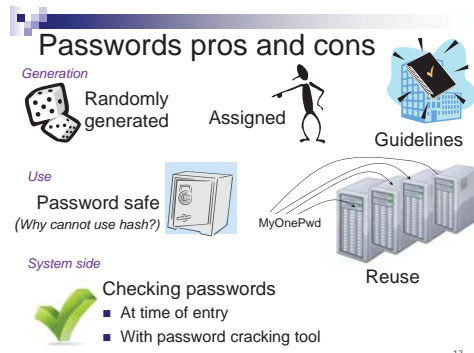 Passwords pros and cons
Generation
Randomly
generated
Assigned
Guidelines
Use
Password safe
(Why cannot use hash?)
MyOnePwd
Reuse
System side
Checking passwords
At time of entry
With password cracking tool